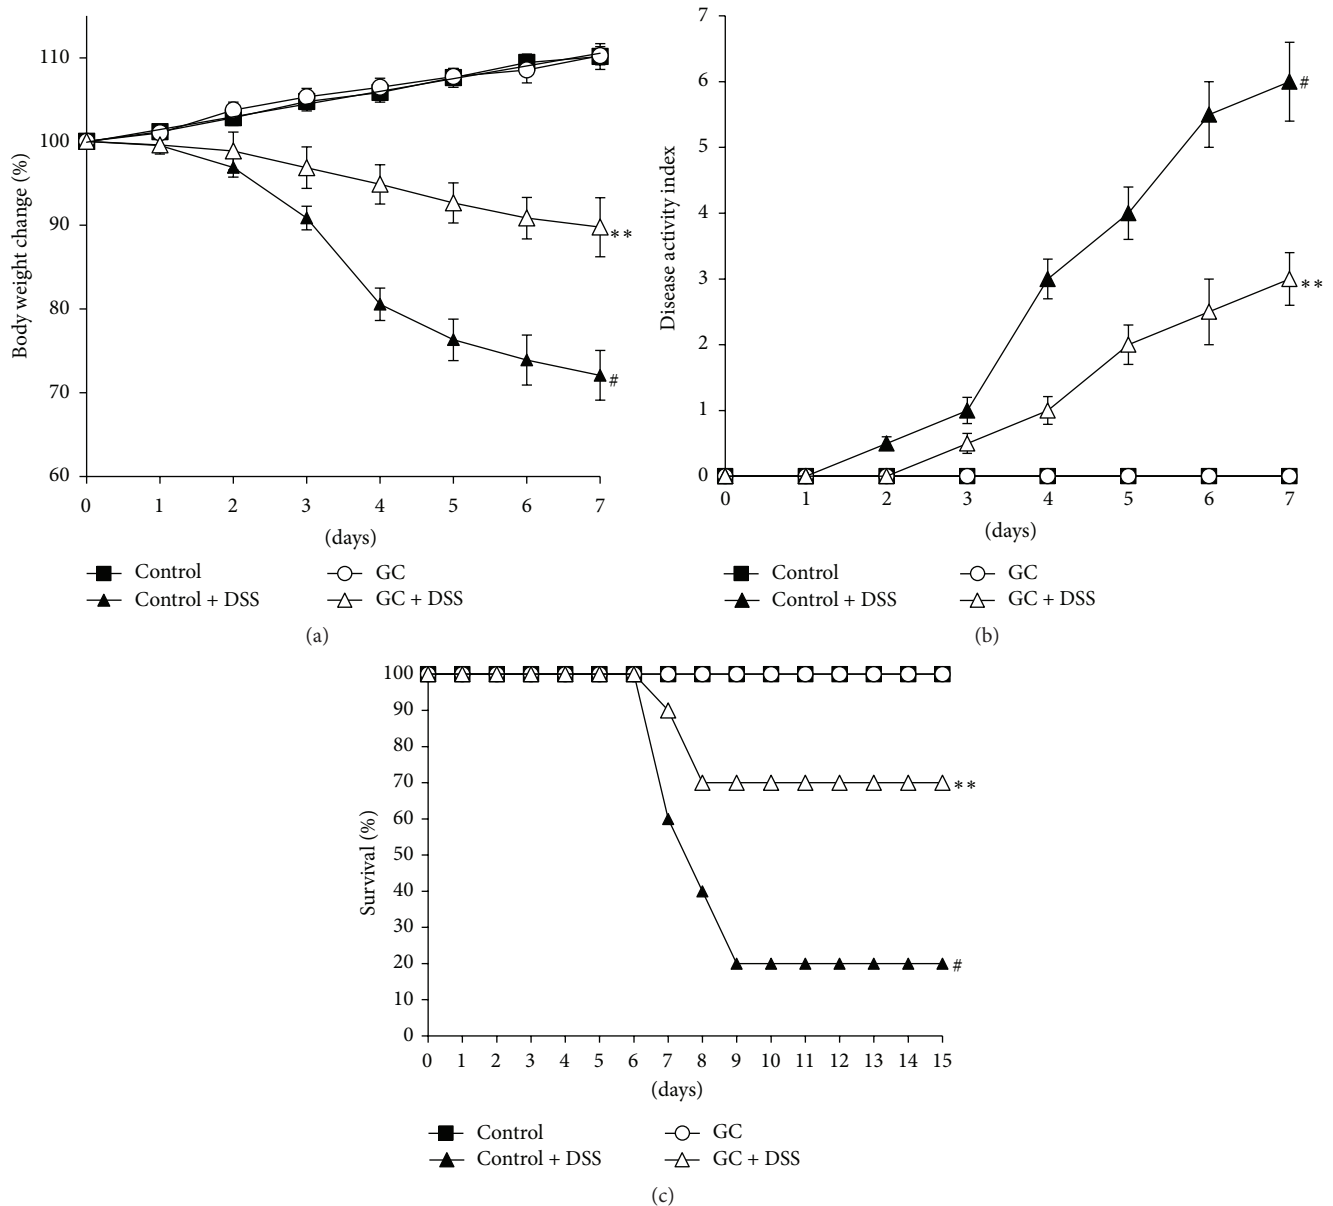 Body weight change (%)
110
100
90
80
70
60
**
#
0 1 2 3 4 5 6 7
(days)
Control GC
Control + DSS GC + DSS
(a)
Disease activity index
7
6
5
4
3
2
1
0
#
**
0 1 2 3 4 5 6 7
(days)
Control GC
Control + DSS GC + DSS
(b)
Survival (%)
100
90
80
70
60
50
40
30
20
10
0
**
#
0 1 2 3 4 5 6 7 8 9 10 11 12 13 14 15
(days)
Control GC
Control + DSS GC + DSS
(c)